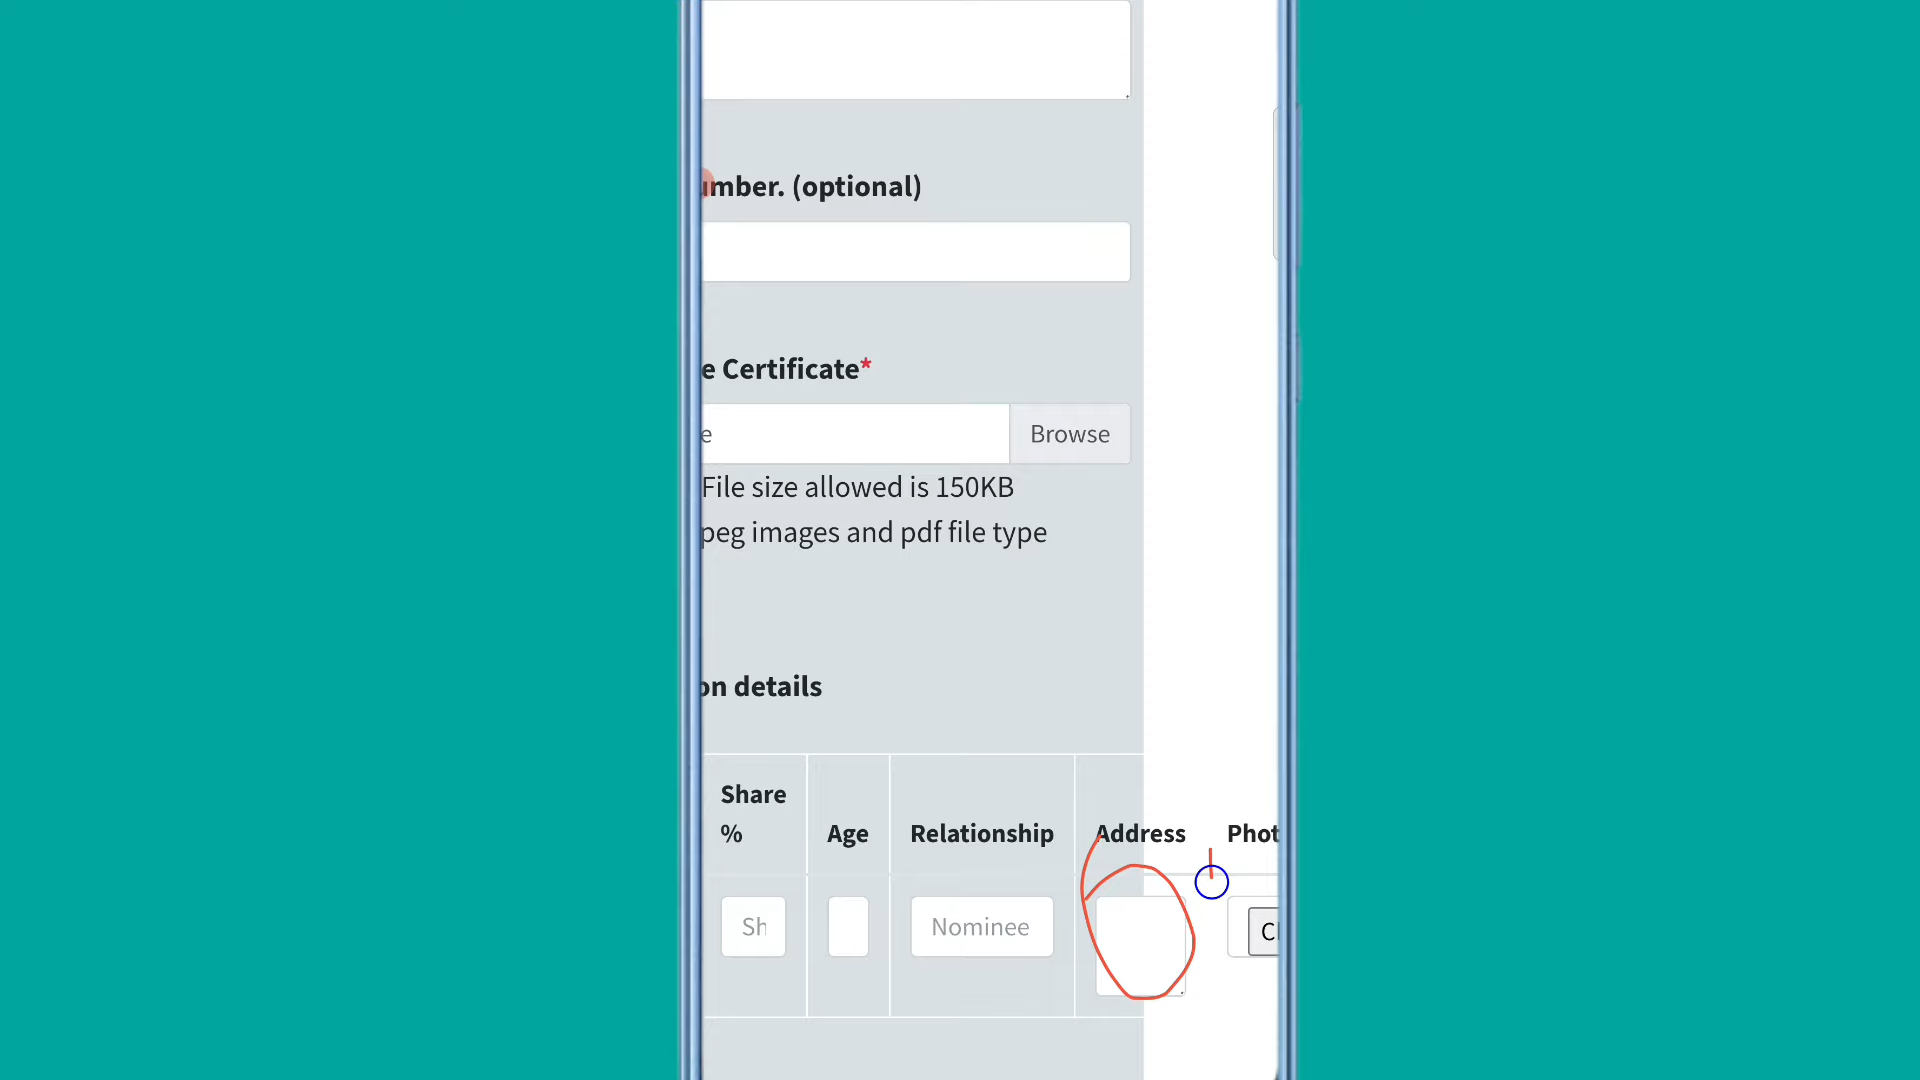 umber. (optional)
e Certificate*
e
Browse
File size allowed is 150KB
peg images and pdf file type
on details
Share
%
Age
Relationship
Address
Phot
Sh
Nominee
C